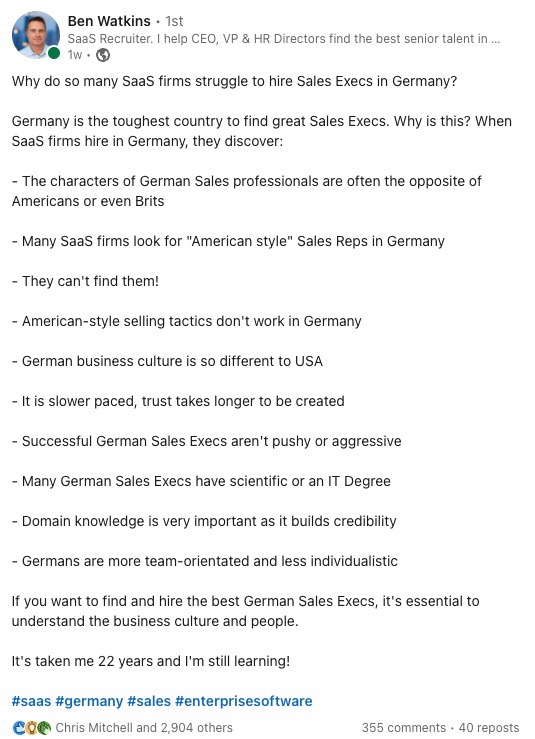 Ben Watkins • 1st
SaaS Recruiter. I help CEO, VP & HR Directors find the best senior talent in ...
1w •
Why do so many SaaS firms struggle to hire Sales Execs in Germany?
Germany is the toughest country to find great Sales Execs. Why is this? When
SaaS firms hire in Germany, they discover:
- The characters of German Sales professionals are often the opposite of
Americans or even Brits
- Many SaaS firms look for "American style" Sales Reps in Germany
- They can't find them!
- American-style selling tactics don't work in Germany
- German business culture is so different to USA
- It is slower paced, trust takes longer to be created
- Successful German Sales Execs aren't pushy or aggressive
- Many German Sales Execs have scientific or an IT Degree
- Domain knowledge is very important as it builds credibility
- Germans are more team-orientated and less individualistic
If you want to find and hire the best German Sales Execs, it's essential to
understand the business culture and people.
It's taken me 22 years and I'm still learning!
#saas #germany #sales #enterprisesoftware
Chris Mitchell and 2,904 others 355 comments • 40 reposts